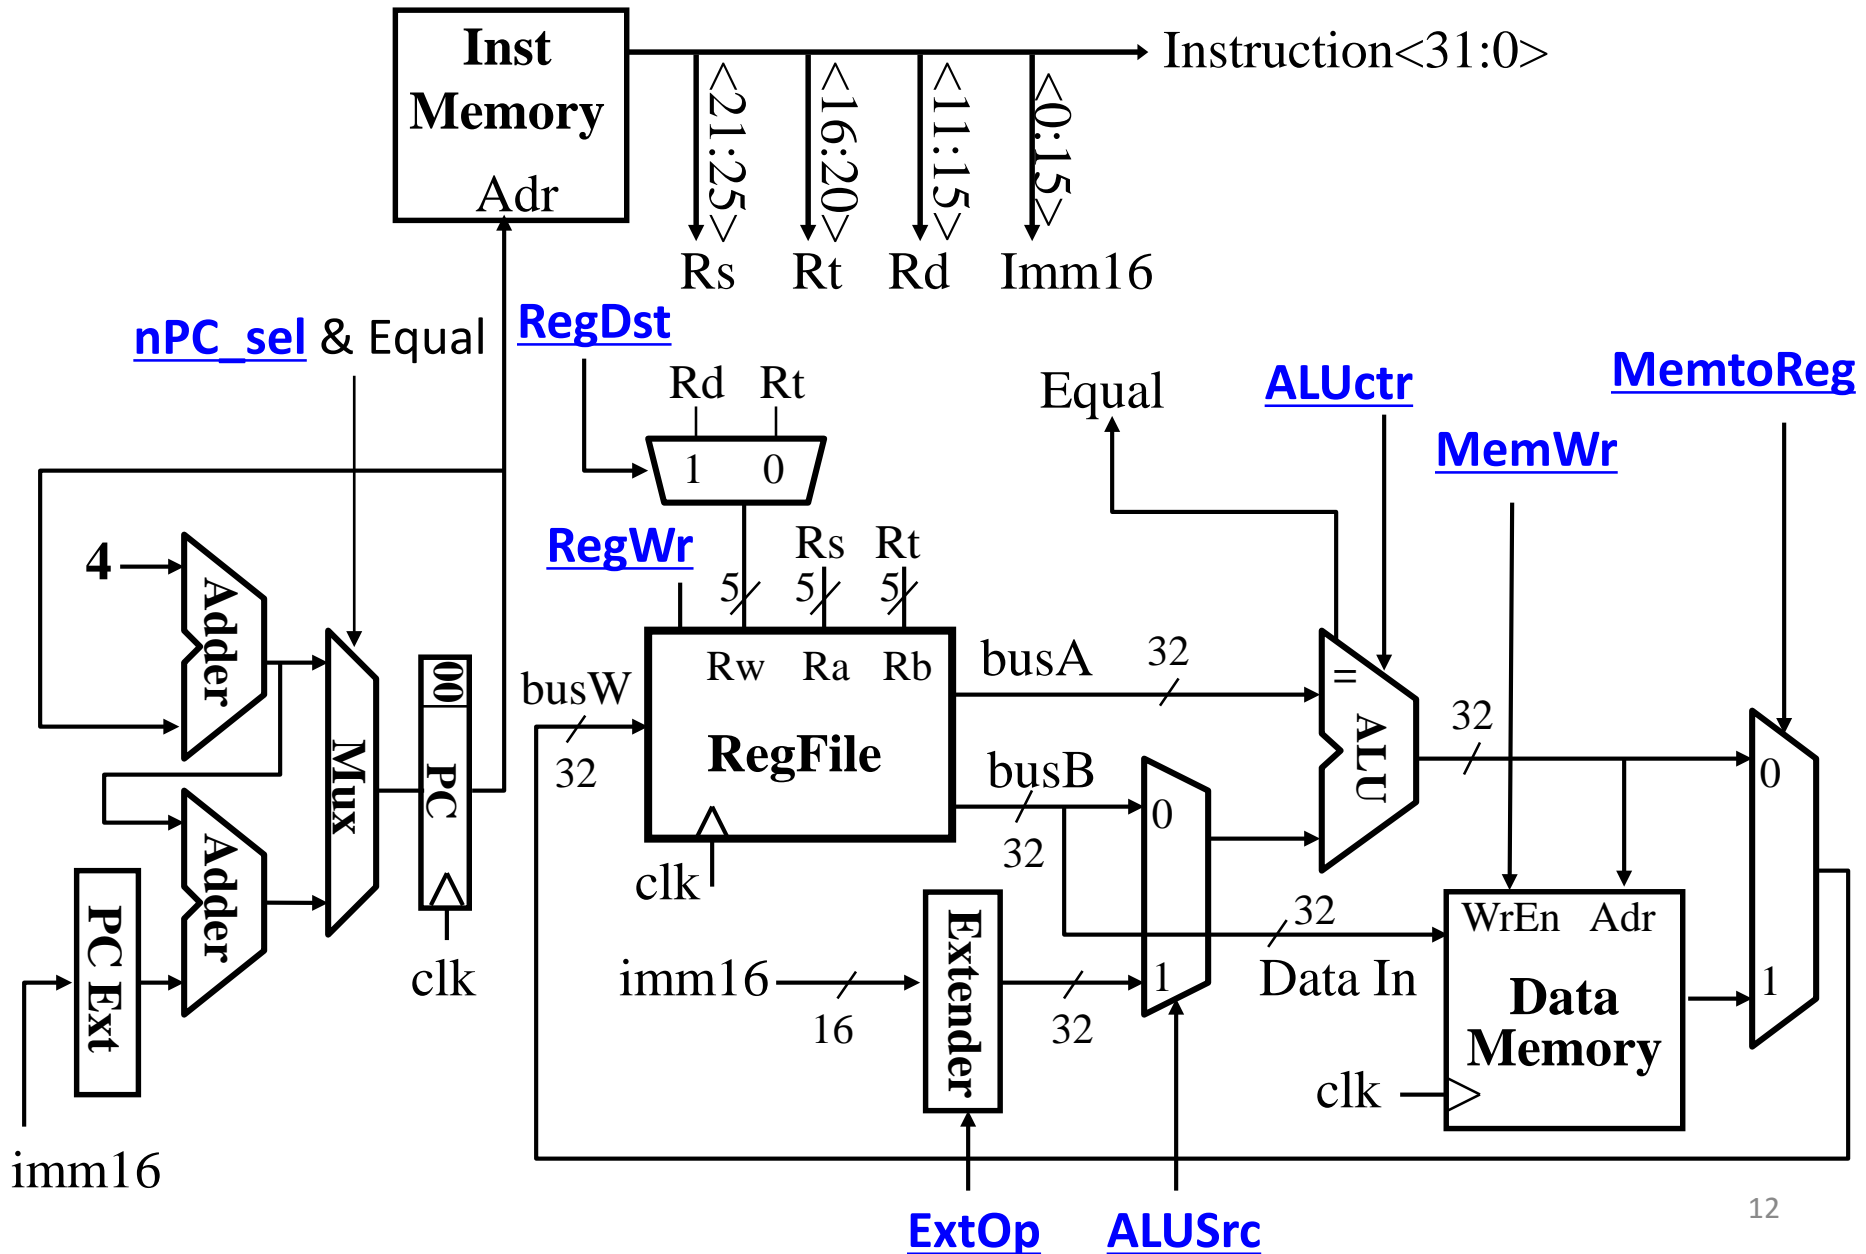 Inst
Memory
Adr
Instruction<31:0>
<21:25>
<16:20>
<11:15>
<0:15>
Rs
Rt
Rd
Imm16
nPC_sel & Equal
RegDst
Rd
Rt
1
0
Equal
ALUctr
MemtoReg
MemWr
RegWr
Rs
Rt
5
5
5
4
Adder
Mux
00
PC
clk
Adder
PC Ext
imm16
busW
32
Rw
Ra
Rb
RegFile
clk
busA
32
busB
32
=
ALU
32
0
1
imm16
16
Extender
32
ExtOp
ALUSrc
32
Data In
WrEn
Adr
Data
Memory
clk
0
1
12